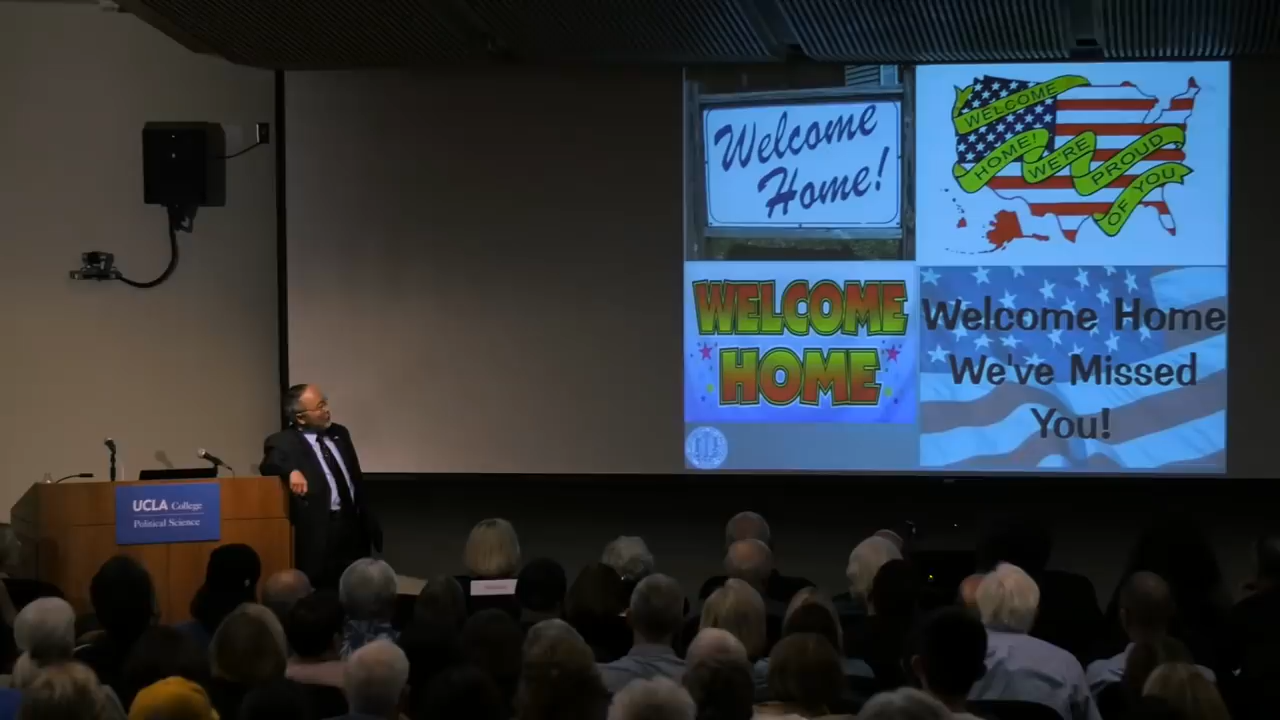 Welcome
Home!
WELCOME
HOME! WE'RE PROUD
OF YOU
WELCOME
HOME
Welcome Home
We've Missed
You!
UCLA College
Political Science